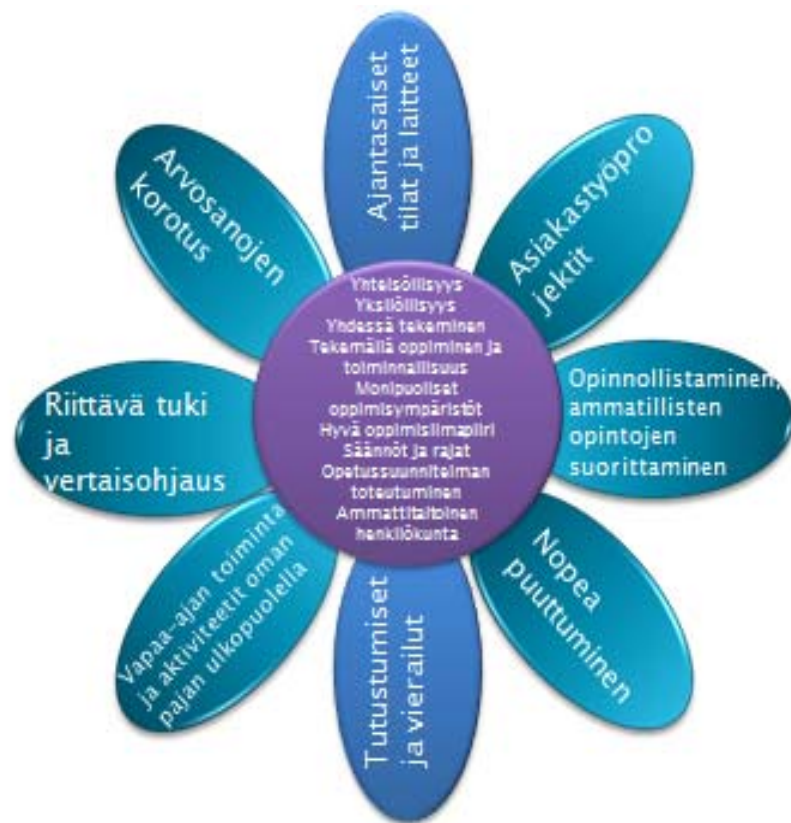 Ajantasaiset
tilat ja laitteet
Asiakastyöpro
jektit
Opinnollistaminen,
ammatillisten
opintojen
suorittaminen
Nopea
puuttuminen
Tutustumiset
ja vierailut
Vapaa-ajan toiminta
ja aktiviteetit oman
pajan ulkopuolella
Riittävä tuki
ja
vertaisohjaus
Arvosanojen
korotus
Yhteisöllisyys
Yksilöllisyys
Yhdessä tekeminen
Tekemällä oppiminen ja
toiminnallisuus
Monipuoliset
oppimisympäristöt
Hyvä oppimisilmapiiri
Säännöt ja rajat
Opetussuunnitelman
toteutuminen
Ammattitaitoinen
henkilökunta